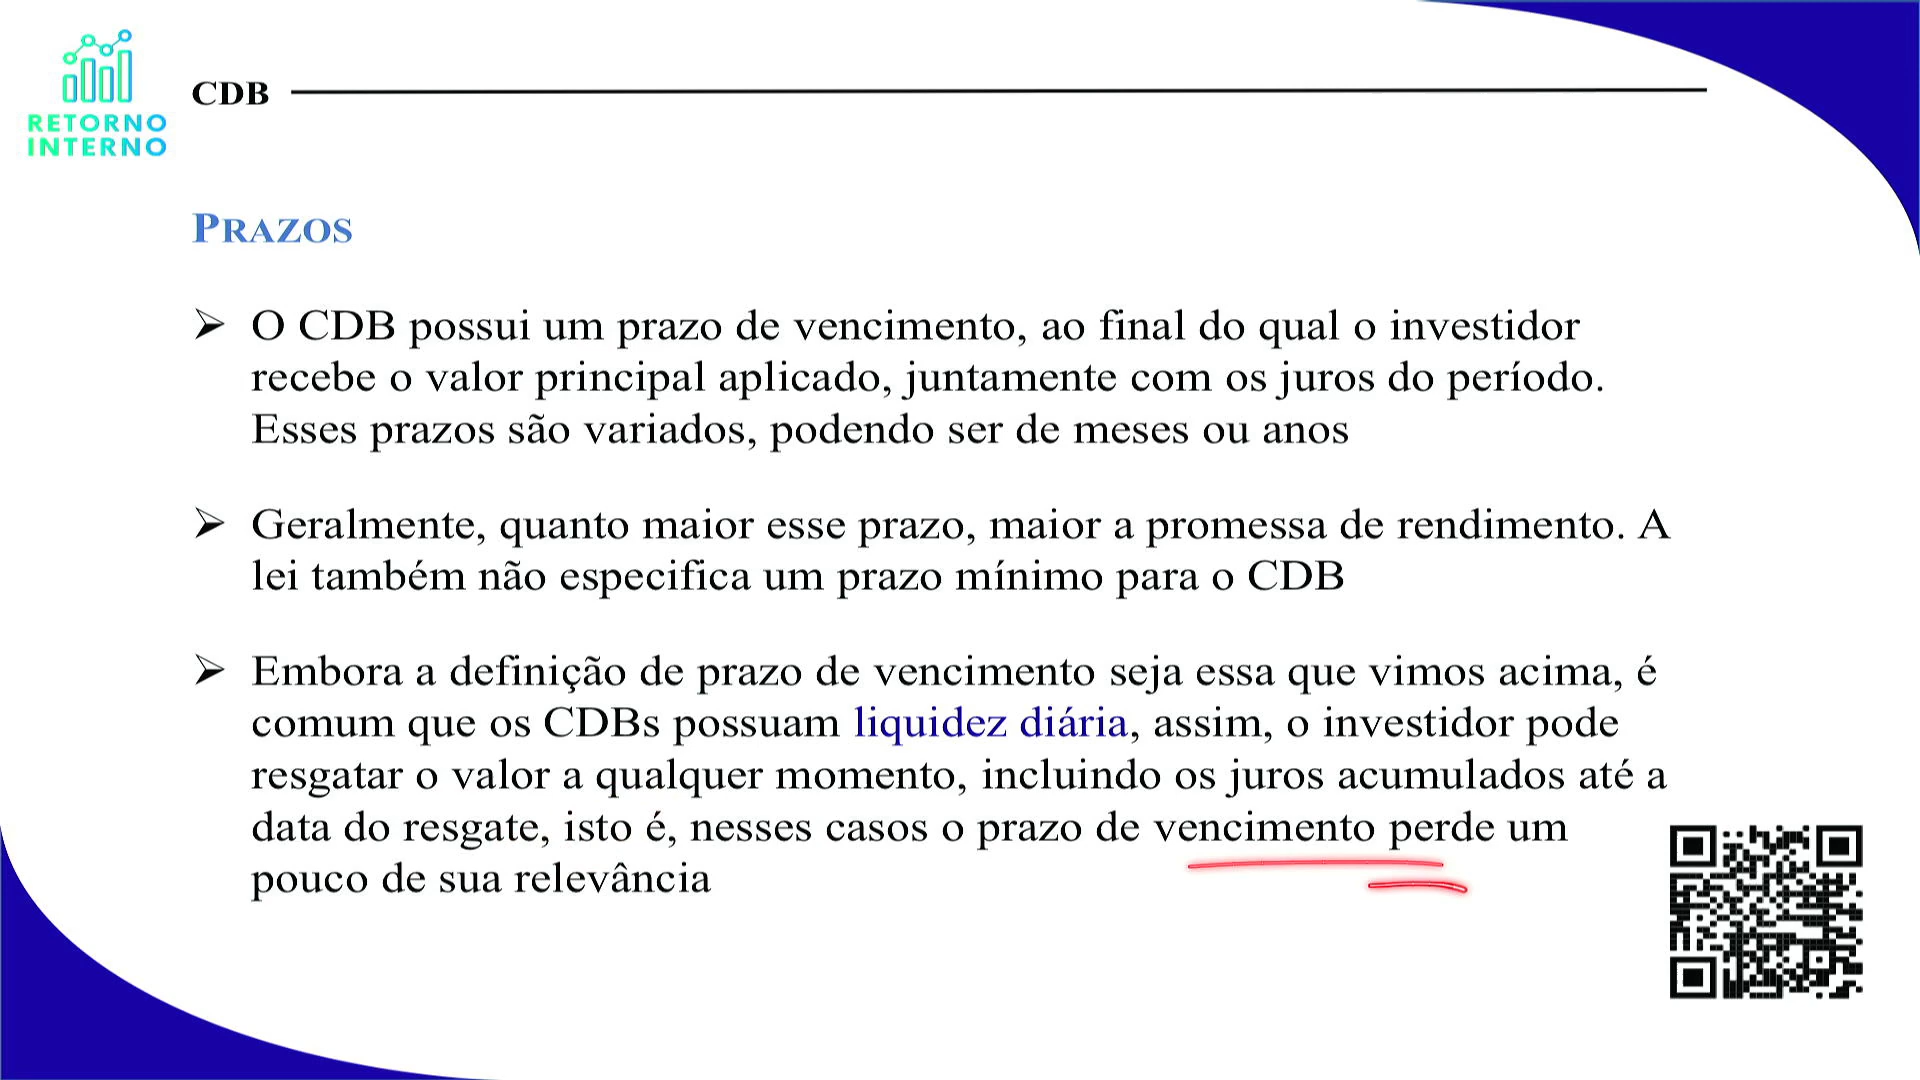 RETORNO
INTERNO
CDB
PRAZOS
➢ O CDB possui um prazo de vencimento, ao final do qual o investidor
recebe o valor principal aplicado, juntamente com os juros do período.
Esses prazos são variados, podendo ser de meses ou anos
➢ Geralmente, quanto maior esse prazo, maior a promessa de rendimento. A
lei também não especifica um prazo mínimo para o CDB
➢ Embora a definição de prazo de vencimento seja essa que vimos acima, é
comum que os CDBs possuam liquidez diária, assim, o investidor pode
resgatar o valor a qualquer momento, incluindo os juros acumulados até a
data do resgate, isto é, nesses casos o prazo de vencimento perde um
pouco de sua relevância